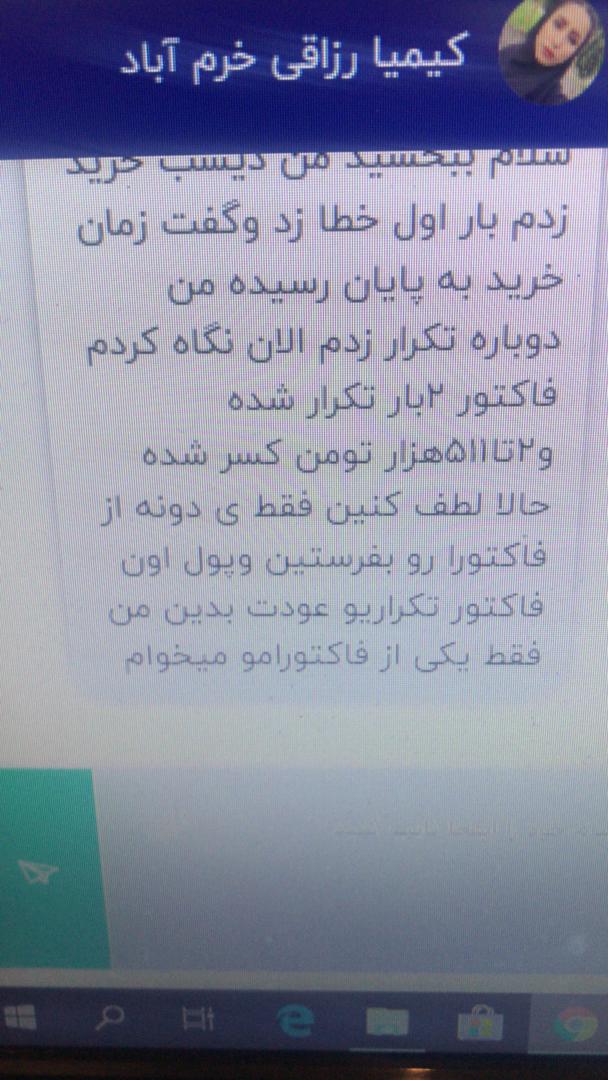 کیمیا رزاقی خرم آباد
سلام ببخسید من دیسب خرید
زدم بار اول خطا زد وگفت زمان
خرید به پایان رسیده من
دوباره تکرار زدم الان نگاه کردم
فاکتور ۲بار تکرار شده
و۲تا۵۱۱هزار تومن کسر شده
حالا لطف کنین فقط ی دونه از
فاکتورا رو بفرستین وپول اون
فاکتور تکراریو عودت بدین من
فقط یکی از فاکتورامو میخوام